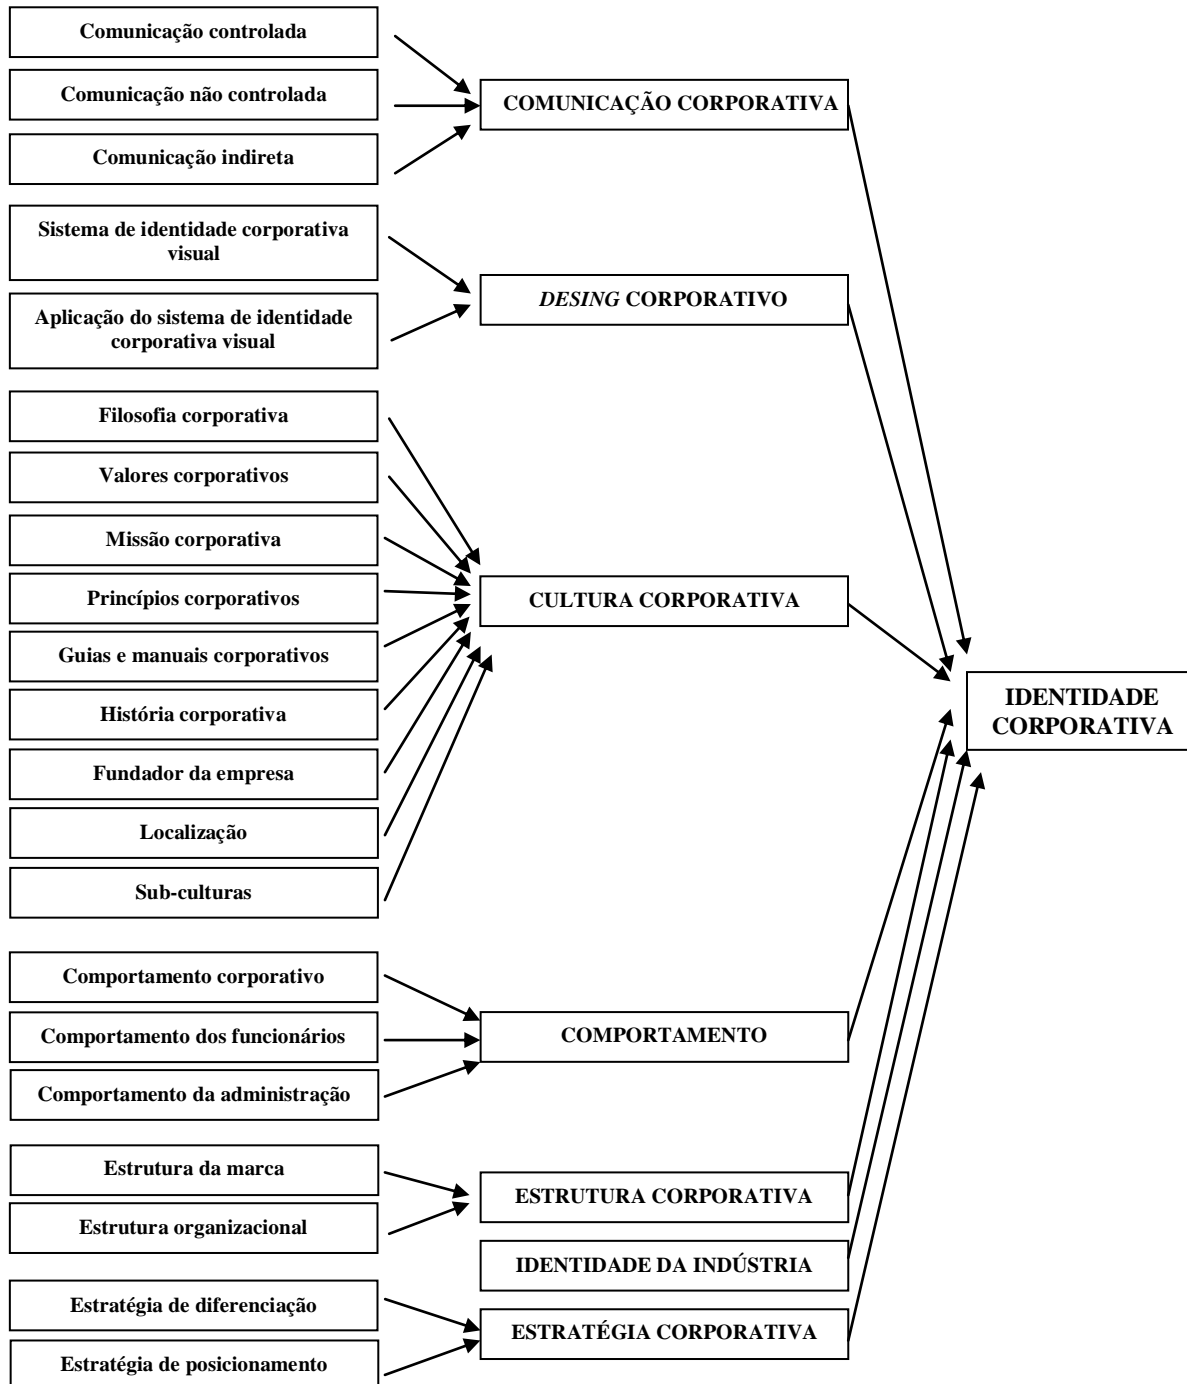 Comunicação controlada
Comunicação não controlada
Comunicação indireta
COMUNICAÇÃO CORPORATIVA
Sistema de identidade corporativa
visual
Aplicação do sistema de identidade
corporativa visual
DESING CORPORATIVO
Filosofia corporativa
Valores corporativos
Missão corporativa
Princípios corporativos
Guias e manuais corporativos
História corporativa
Fundador da empresa
Localização
Sub-culturas
CULTURA CORPORATIVA
Comportamento corporativo
Comportamento dos funcionários
Comportamento da administração
COMPORTAMENTO
Estrutura da marca
Estrutura organizacional
ESTRUTURA CORPORATIVA
IDENTIDADE DA INDÚSTRIA
Estratégia de diferenciação
Estratégia de posicionamento
ESTRATÉGIA CORPORATIVA
IDENTIDADE
CORPORATIVA